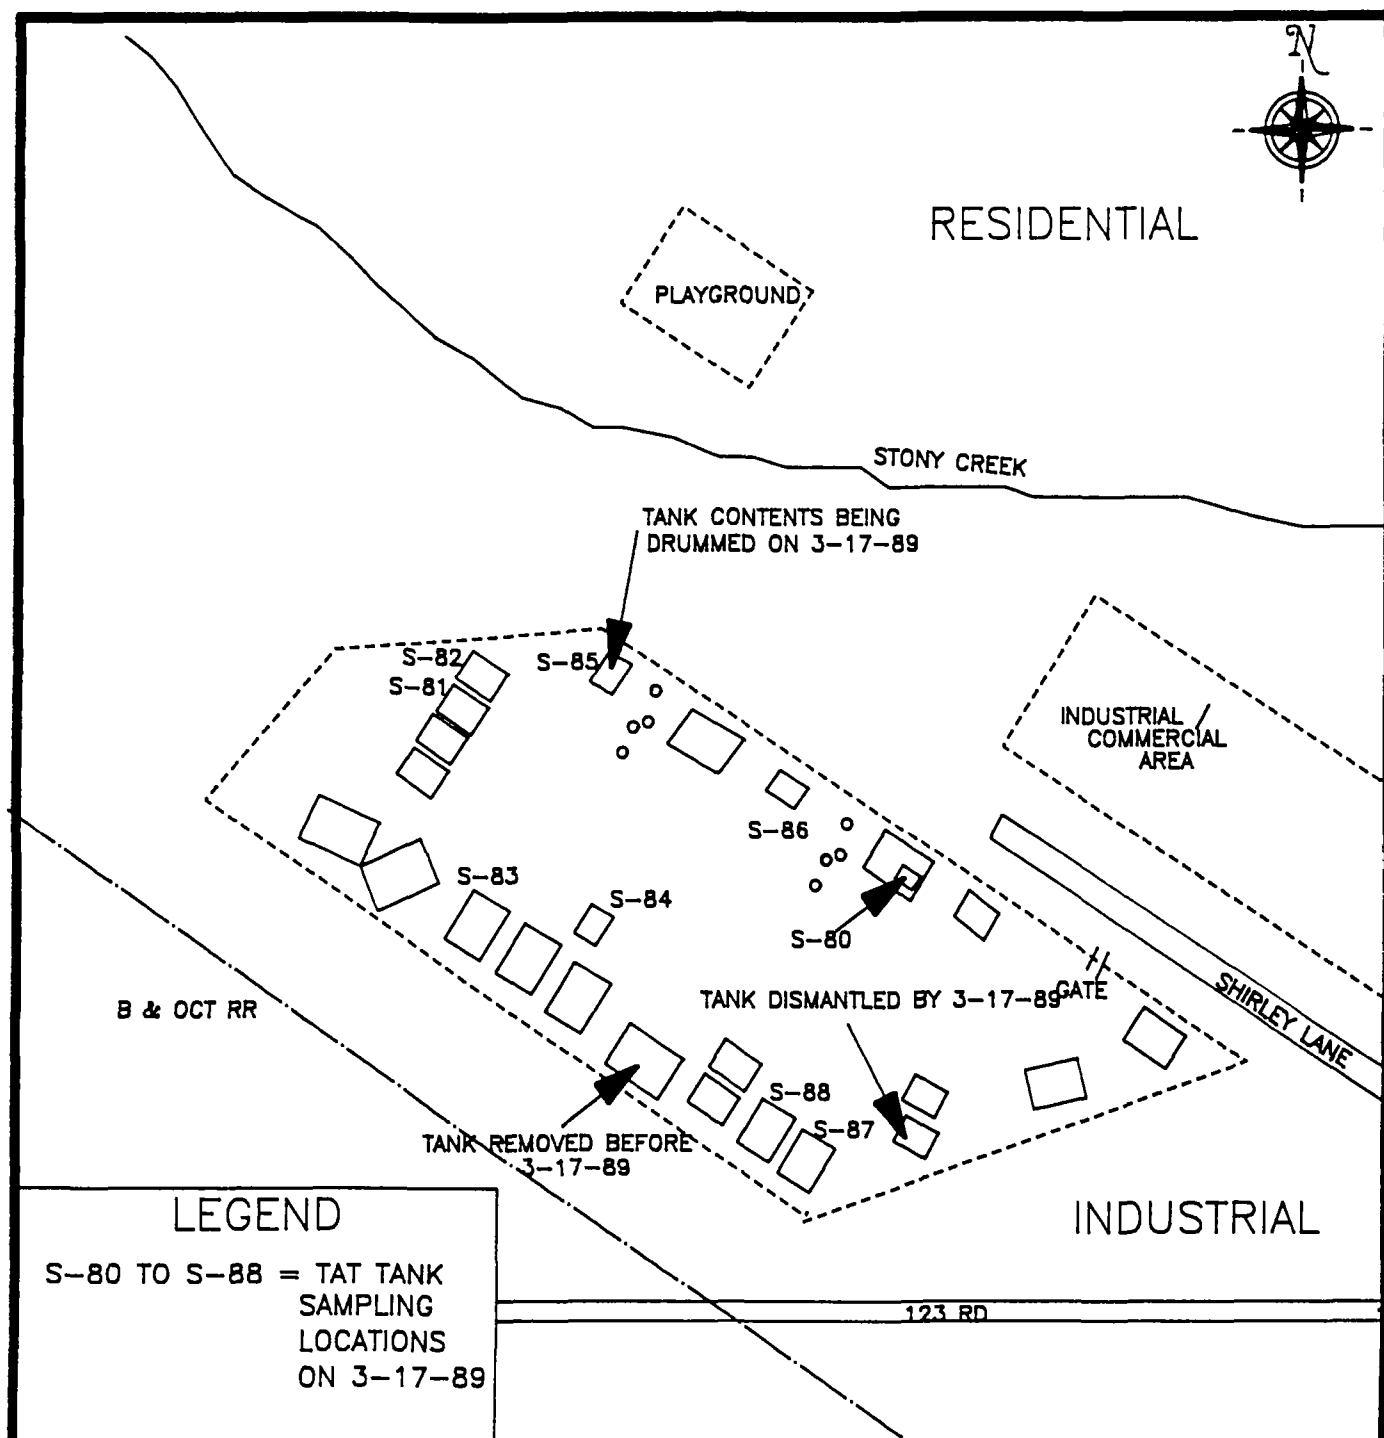 N
RESIDENTIAL
PLAYGROUND
STONY CREEK
TANK CONTENTS BEING
DRUMMED ON 3-17-89
S-82
S-85
S-81
INDUSTRIAL /
COMMERCIAL
AREA
S-86
S-83
S-84
S-80
B & OCT RR
TANK DISMANTLED BY 3-17-89
GATE
SHIRLEY LANE
S-88
S-87
TANK REMOVED BEFORE
3-17-89
LEGEND
S-80 TO S-88 = TAT TANK
SAMPLING
LOCATIONS
ON 3-17-89
INDUSTRIAL
123 RD